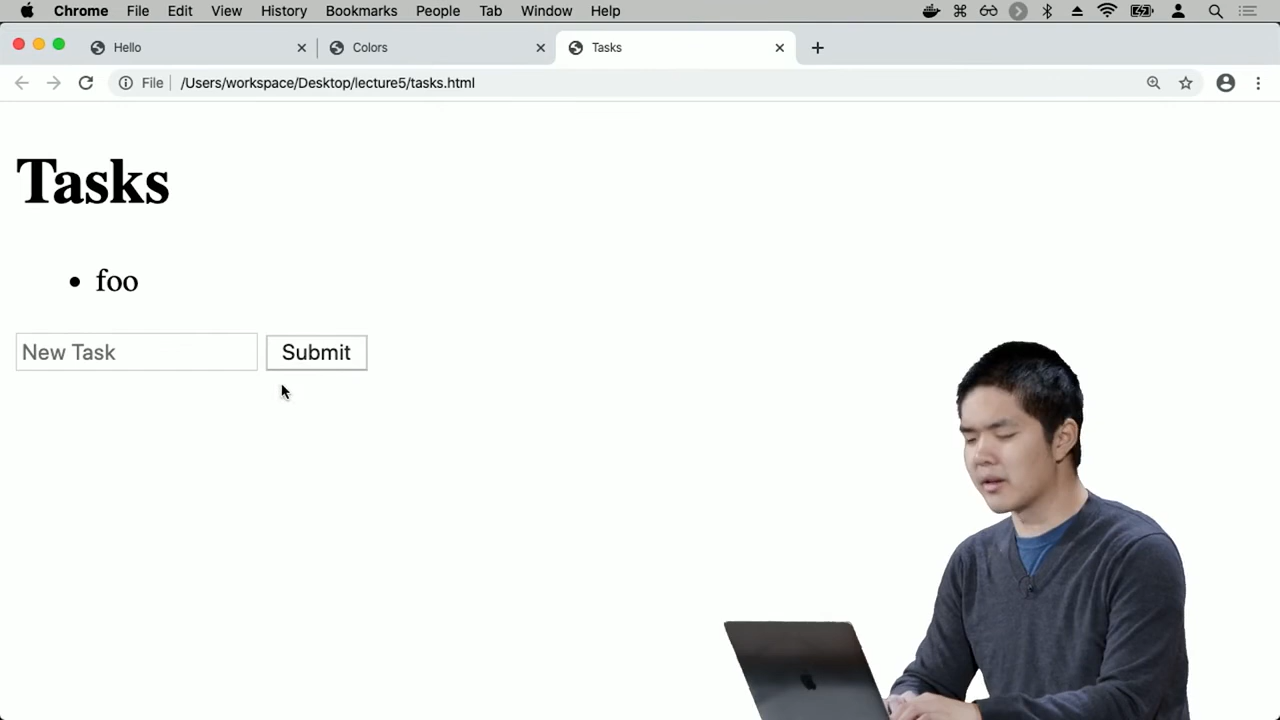 Chrome File Edit View History Bookmarks People Tab Window Help
Hello
Colors
Tasks
File /Users/workspace/Desktop/lecture5/tasks.html
Tasks
• foo
New Task Submit